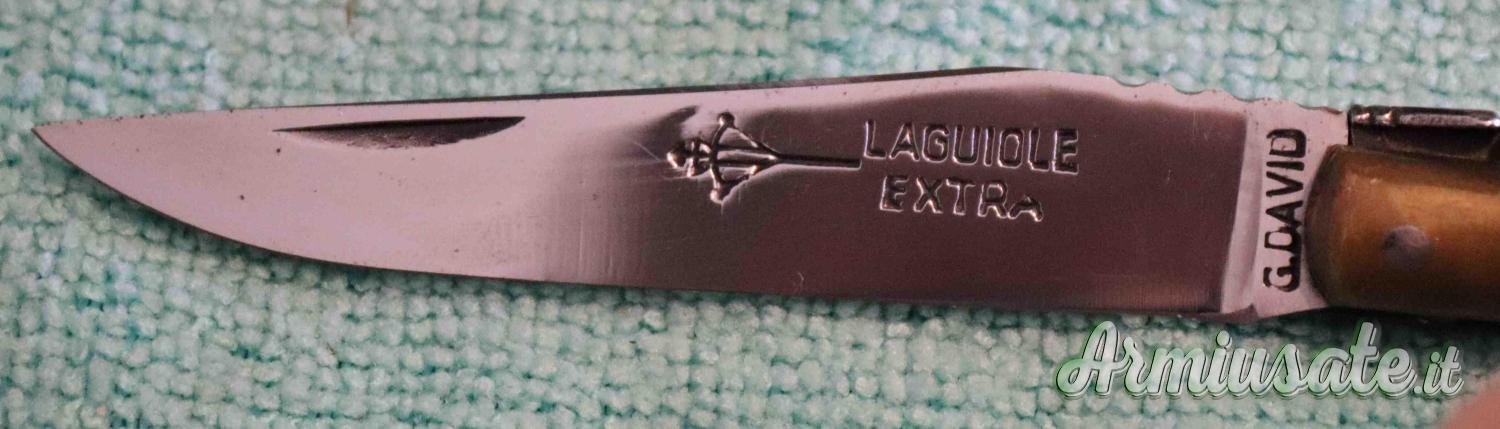 LAGUIOLE
EXTRA
G.DAVID
Armiusate.it